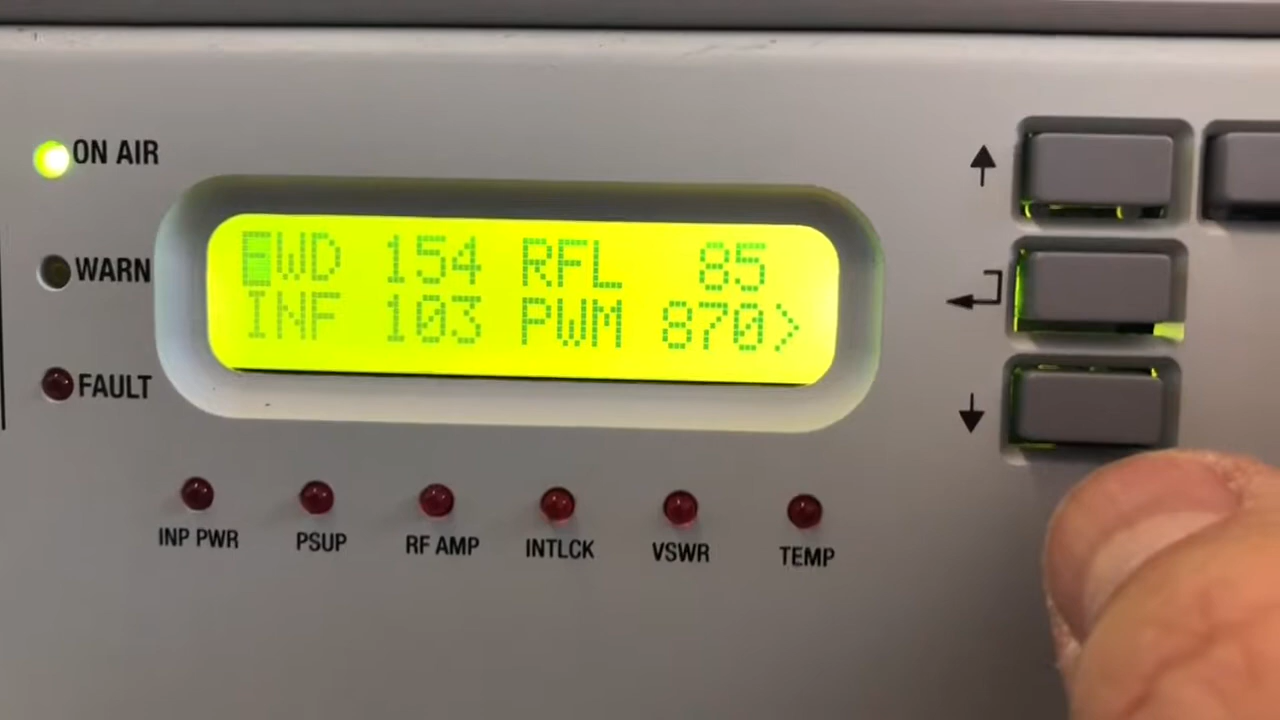 ON AIR
WARN
FAULT
FWD 154 RFL 85
INF 103 PWM 870>
INP PWR
PSUP
RF AMP
INTLCK
VSWR
TEMP